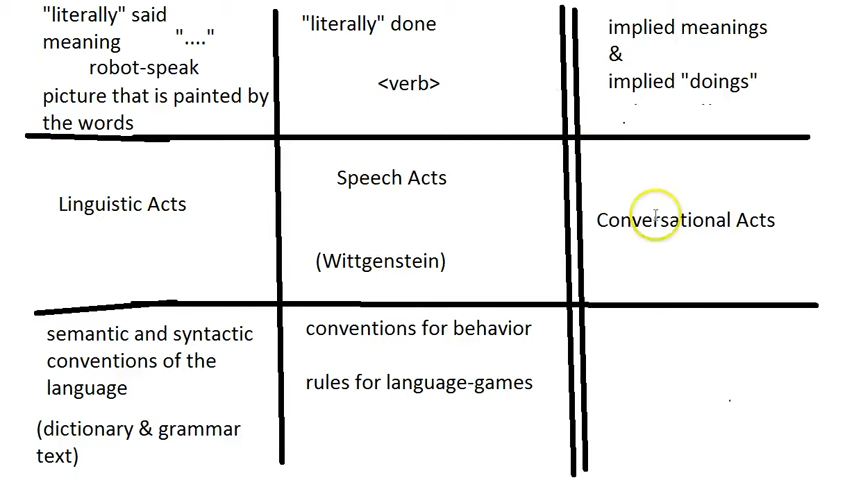 "literally" said
meaning "...."
robot-speak
picture that is painted by
the words
"literally" done
<verb>
implied meanings
&
implied "doings"
Linguistic Acts
Speech Acts
(Wittgenstein)
Conversational Acts
semantic and syntactic
conventions of the
language
(dictionary & grammar
text)
conventions for behavior
rules for language-games